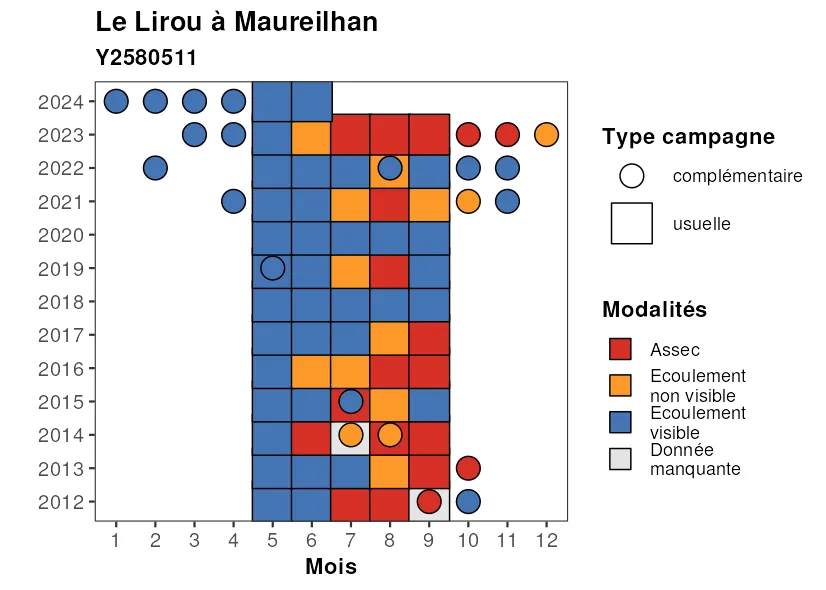 Le Lirou à Maureilhan
Y2580511
2024
2023
2022
2021
2020
2019
2018
2017
2016
2015
2014
2013
2012
1 2 3 4 5 6 7 8 9 10 11 12
Mois
Type campagne
complémentaire
usuelle
Modalités
Assec
Ecoulement
non visible
Ecoulement
visible
Donnée
manquante